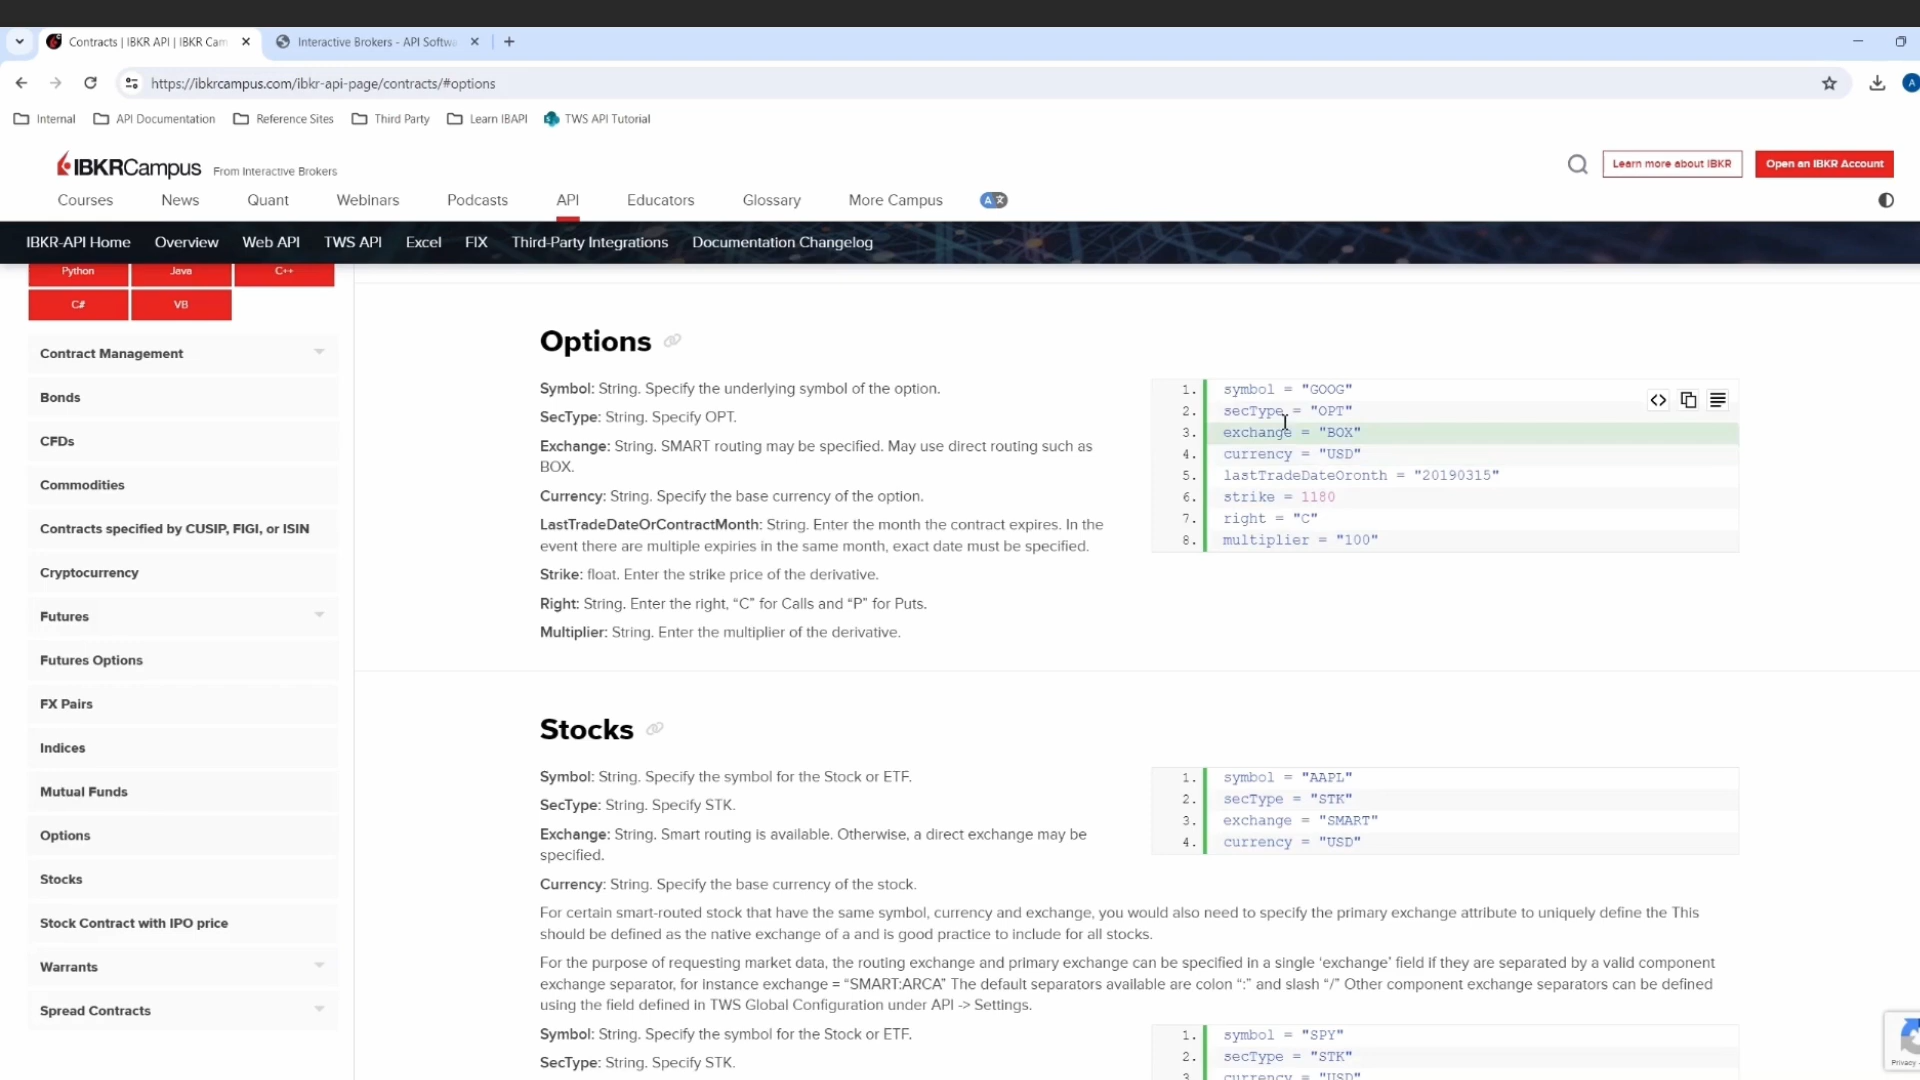 Contracts | IBKR API | IBKR Cam
Interactive Brokers - API Softwa
https://ibkrcampus.com/ibkr-api-page/contracts/#options
A
Internal
API Documentation
Reference Sites
Third Party
Learn IBAPI
TWS API Tutorial
IBKRCampus From Interactive Brokers
Learn more about IBKR
Open an IBKR Account
Courses
News
Quant
Webinars
Podcasts
API
Educators
Glossary
More Campus
IBKR-API Home
Overview
Web API
TWS API
Excel
FIX
Third-Party Integrations
Documentation Changelog
Python
Java
C++
C#
VB
Contract Management
Bonds
CFDs
Commodities
Contracts specified by CUSIP, FIGI, or ISIN
Cryptocurrency
Futures
Futures Options
FX Pairs
Indices
Mutual Funds
Options
Stocks
Stock Contract with IPO price
Warrants
Spread Contracts
Options
Symbol: String. Specify the underlying symbol of the option.
SecType: String. Specify OPT.
Exchange: String. SMART routing may be specified. May use direct routing such as
BOX.
Currency: String. Specify the base currency of the option.
LastTradeDateOrContractMonth: String. Enter the month the contract expires. In the
event there are multiple expiries in the same month, exact date must be specified.
Strike: float. Enter the strike price of the derivative.
Right: String. Enter the right, “C” for Calls and “P” for Puts.
Multiplier: String. Enter the multiplier of the derivative.
1. symbol = "GOOG"
2. secType = "OPT"
3. exchange = "BOX"
4. currency = "USD"
5. lastTradeDateOronth = "20190315"
6. strike = 1180
7. right = "C"
8. multiplier = "100"
Stocks
Symbol: String. Specify the symbol for the Stock or ETF.
SecType: String. Specify STK.
Exchange: String. Smart routing is available. Otherwise, a direct exchange may be
specified.
Currency: String. Specify the base currency of the stock.
1. symbol = "AAPL"
2. secType = "STK"
3. exchange = "SMART"
4. currency = "USD"
For certain smart-routed stock that have the same symbol, currency and exchange, you would also need to specify the primary exchange attribute to uniquely define the This
should be defined as the native exchange of a and is good practice to include for all stocks.
For the purpose of requesting market data, the routing exchange and primary exchange can be specified in a single ‘exchange’ field if they are separated by a valid component
exchange separator, for instance exchange = “SMART:ARCA” The default separators available are colon “:” and slash “/” Other component exchange separators can be defined
using the field defined in TWS Global Configuration under API -> Settings.
Symbol: String. Specify the symbol for the Stock or ETF.
SecType: String. Specify STK.
1. symbol = "SPY"
2. secType = "STK"
3. currency = "USD"
Privacy -